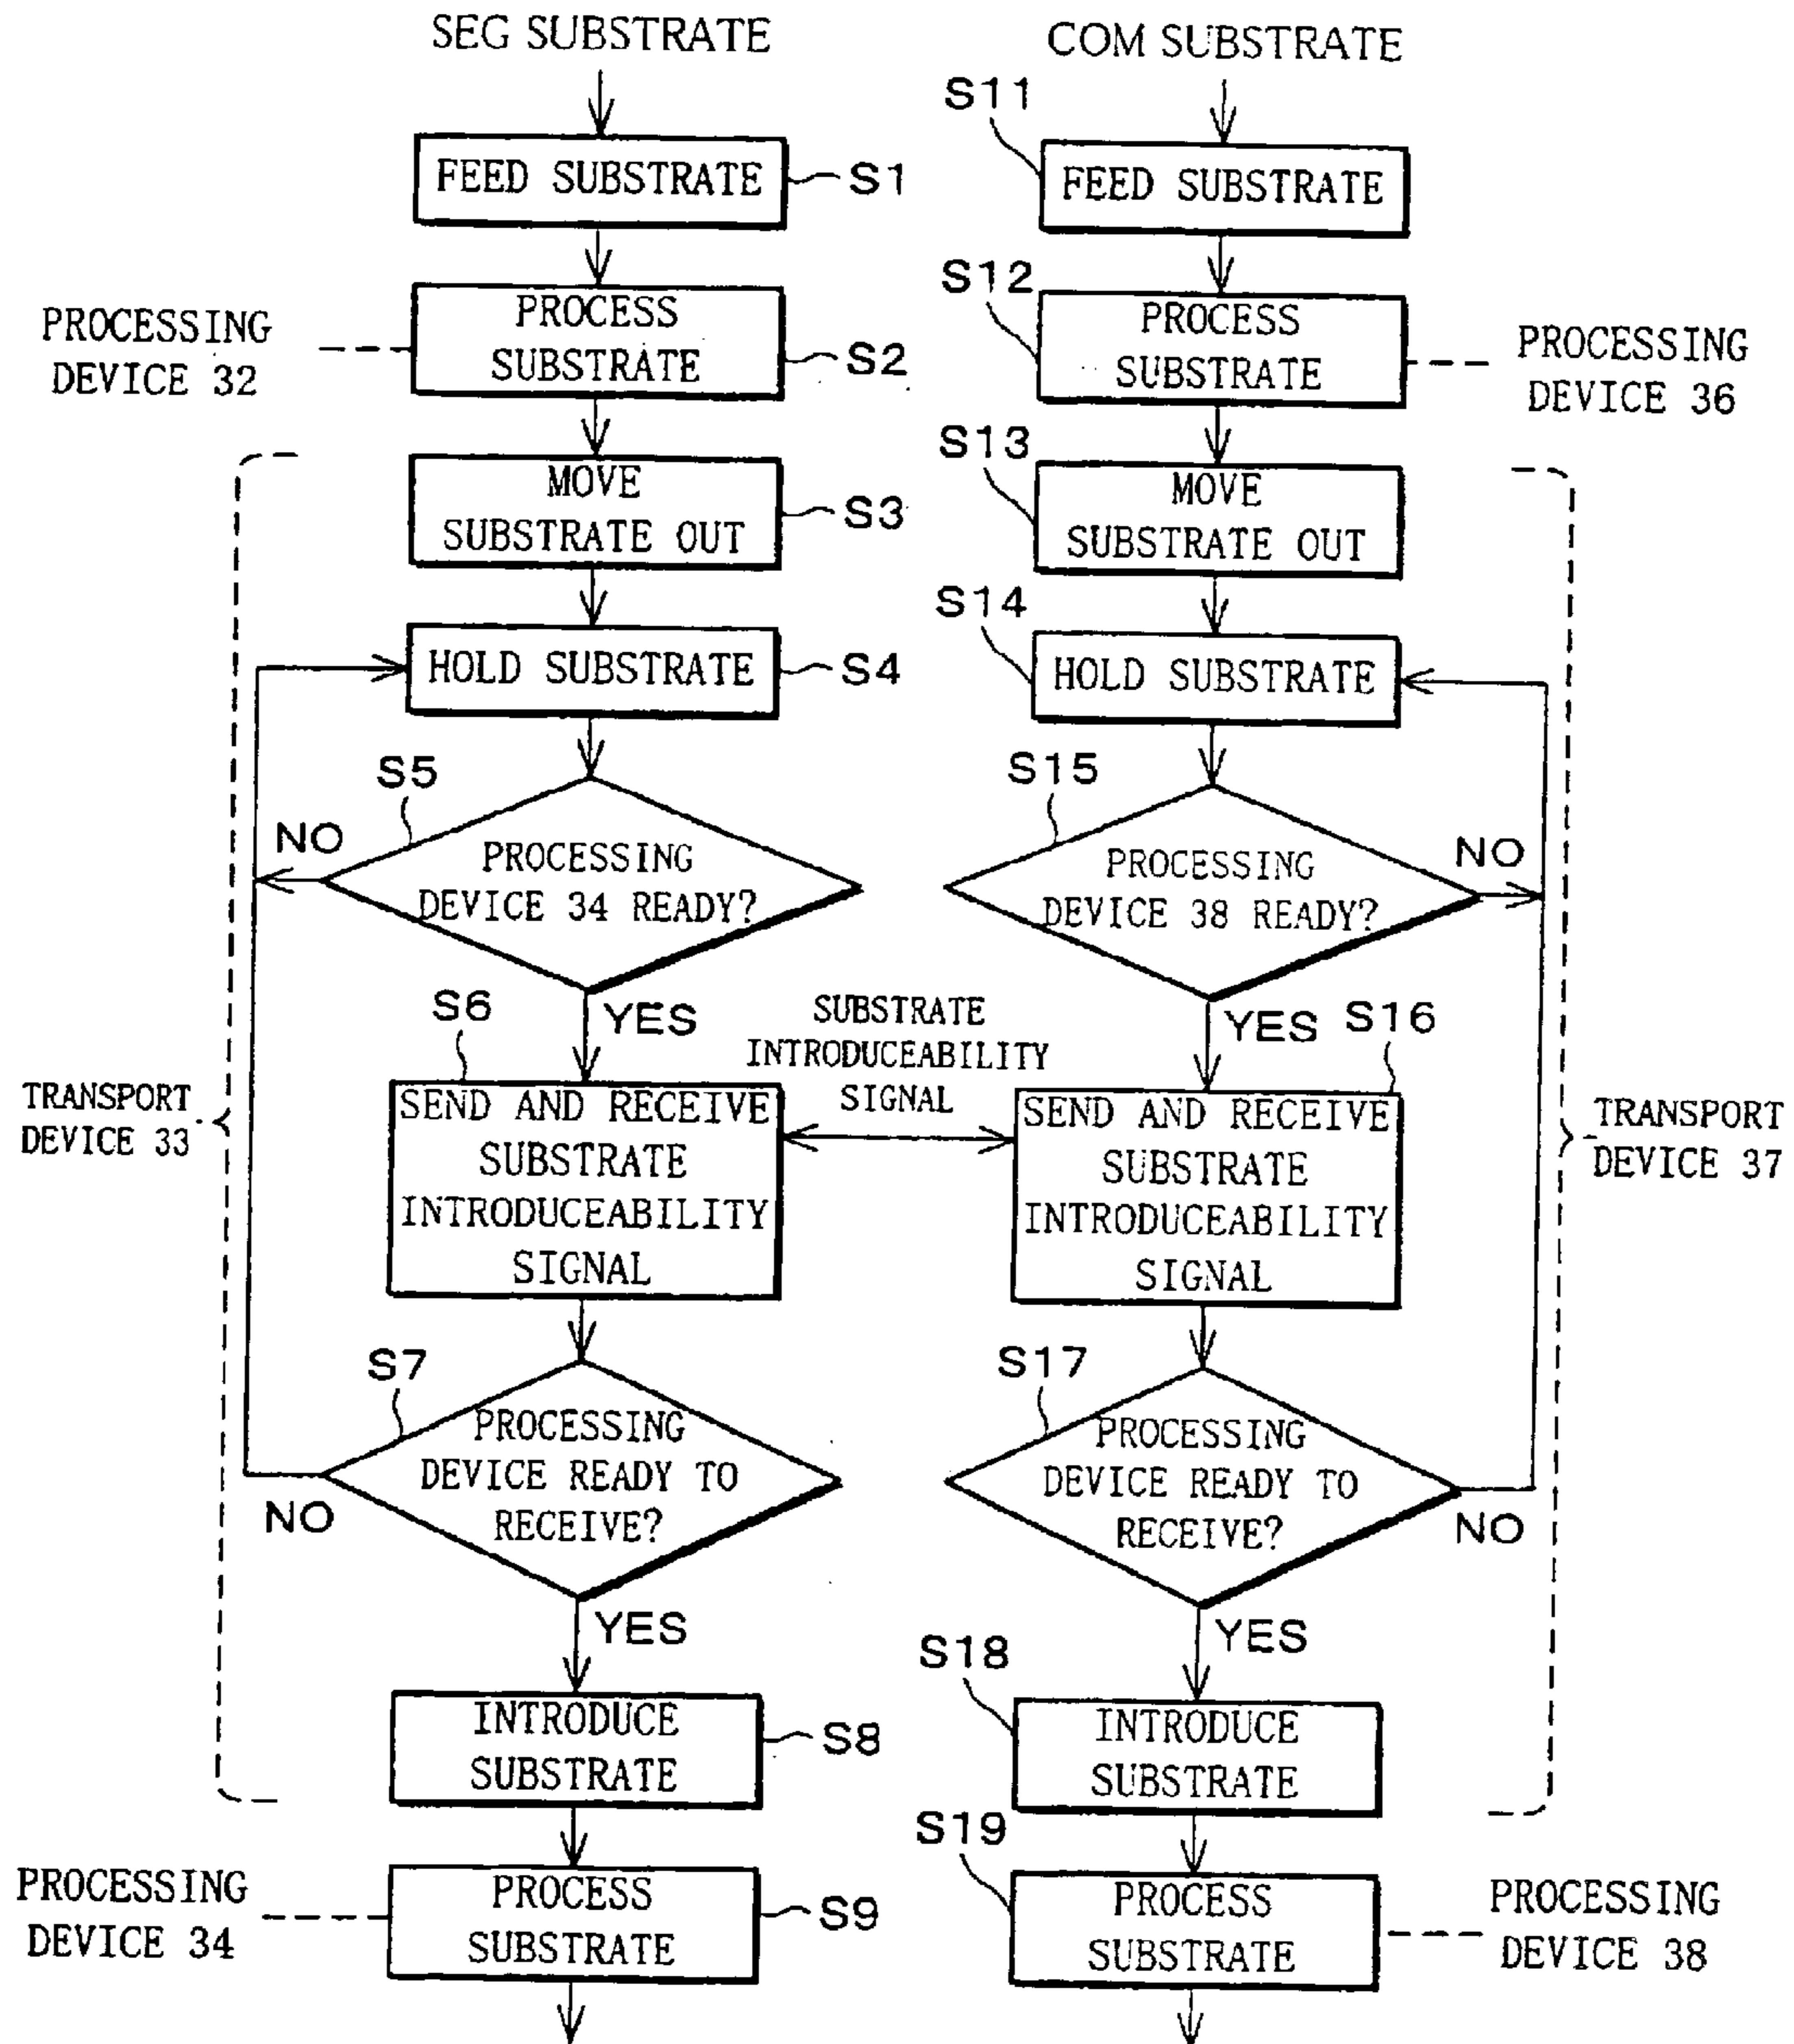 SEG SUBSTRATE
COM SUBSTRATE
S11
FEED SUBSTRATE
S1
FEED SUBSTRATE
S12
PROCESSING
DEVICE 32
PROCESS
SUBSTRATE
S2
PROCESS
SUBSTRATE
PROCESSING
DEVICE 36
S13
MOVE
SUBSTRATE OUT
S3
MOVE
SUBSTRATE OUT
S14
HOLD SUBSTRATE
S4
HOLD SUBSTRATE
S5
S15
NO
PROCESSING
DEVICE 34 READY?
PROCESSING
DEVICE 38 READY?
NO
S6
YES
SUBSTRATE
INTRODUCEABILITY
SIGNAL
YES
S16
TRANSPORT
DEVICE 33
SEND AND RECEIVE
SUBSTRATE
INTRODUCEABILITY
SIGNAL
SEND AND RECEIVE
SUBSTRATE
INTRODUCEABILITY
SIGNAL
TRANSPORT
DEVICE 37
S7
S17
PROCESSING
DEVICE READY TO
RECEIVE?
NO
PROCESSING
DEVICE READY TO
RECEIVE?
NO
YES
YES
S18
INTRODUCE
SUBSTRATE
S8
INTRODUCE
SUBSTRATE
S19
PROCESSING
DEVICE 34
PROCESS
SUBSTRATE
S9
PROCESS
SUBSTRATE
PROCESSING
DEVICE 38